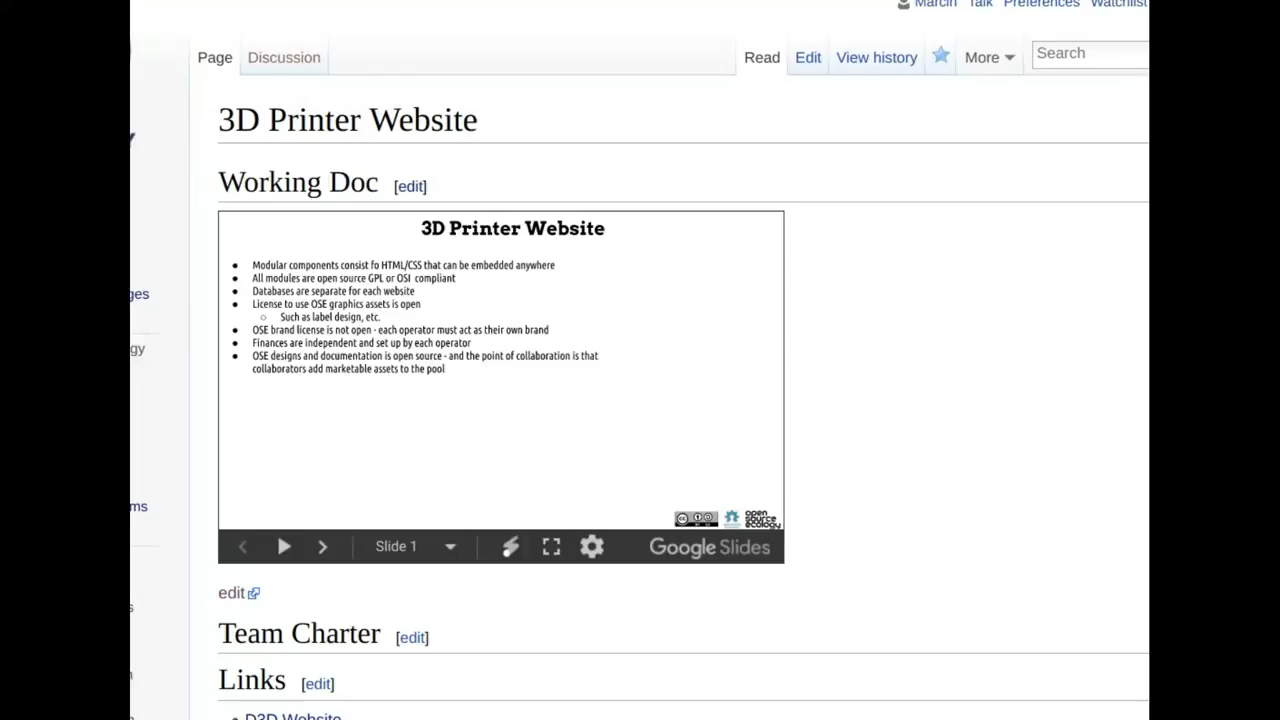 Marcin Talk Preferences Watchlist
Page Discussion Read Edit View history More Search
3D Printer Website
Working Doc [edit]
3D Printer Website
Modular components consist fo HTML/CSS that can be embedded anywhere
All modules are open source GPL or OSI compliant
Databases are separate for each website
License to use OSE graphics assets is open
Such as label design, etc.
OSE brand license is not open - each operator must act as their own brand
Finances are independent and set up by each operator
OSE designs and documentation is open source - and the point of collaboration is that
collaborators add marketable assets to the pool
open
source
ecology
Slide 1 Google Slides
edit
Team Charter [edit]
Links [edit]
D3D Website